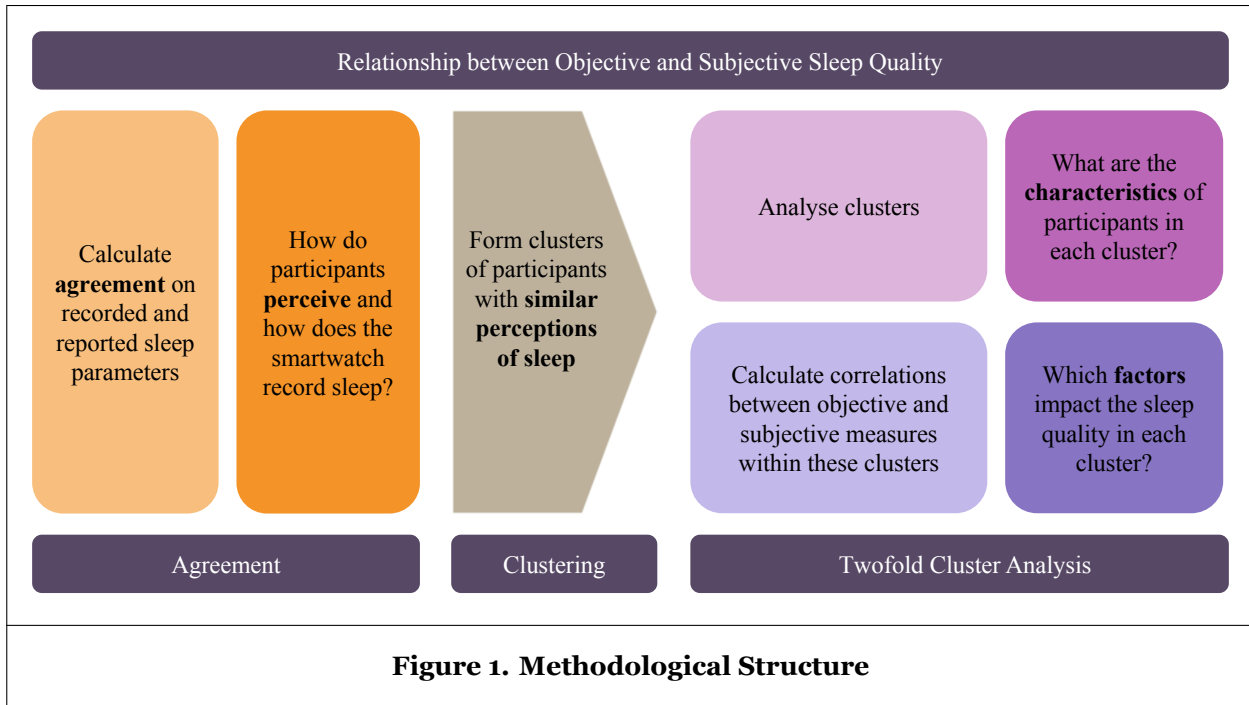 Relationship between Objective and Subjective Sleep Quality
Calculate
agreement on
recorded and
reported sleep
parameters
How do
participants
perceive and
how does the
smartwatch
record sleep?
Form clusters
of participants
with similar
perceptions
of sleep
Analyse clusters
What are the
characteristics of
participants in
each cluster?
Calculate correlations
between objective and
subjective measures
within these clusters
Which factors
impact the sleep
quality in each
cluster?
Agreement
Clustering
Twofold Cluster Analysis
Figure 1. Methodological Structure